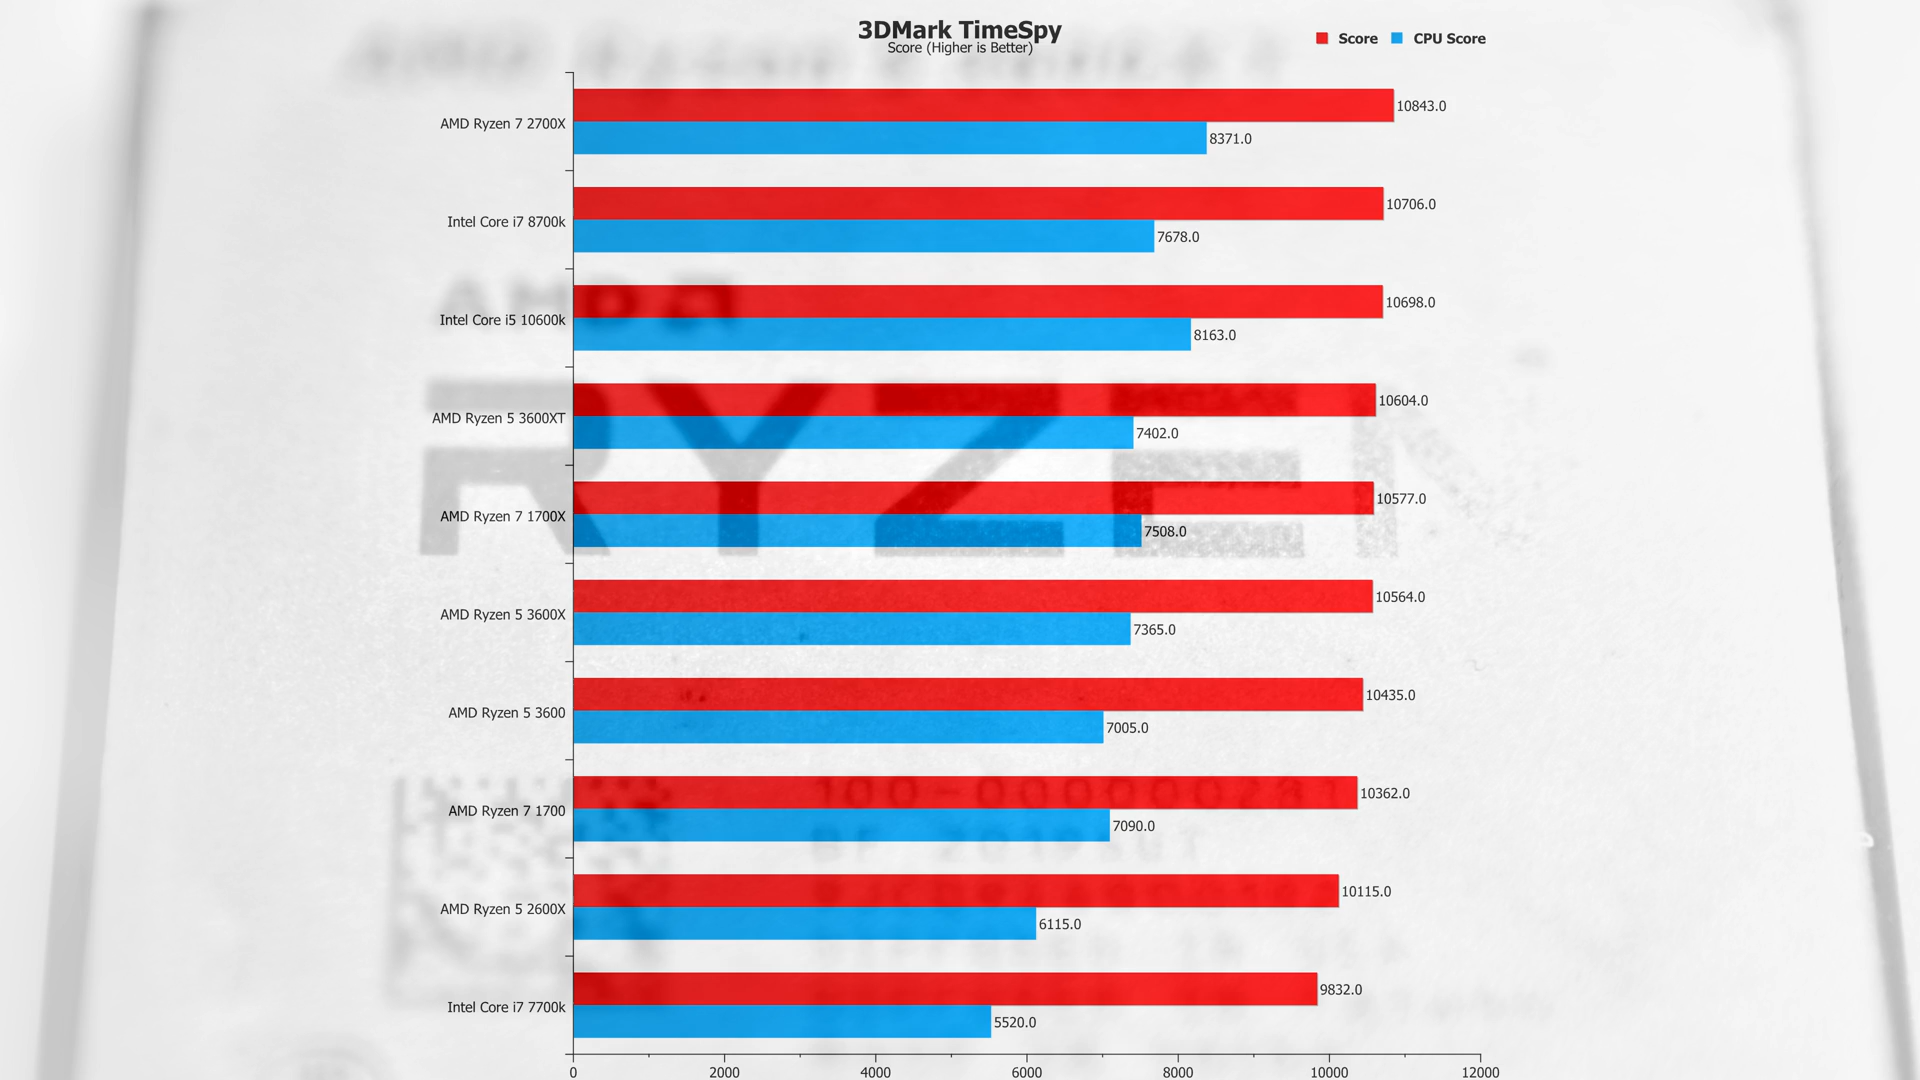 3DMark TimeSpy
Score (Higher is Better)
Score
CPU Score
AMD Ryzen 7 2700X
10843.0
8371.0
Intel Core i7 8700k
10706.0
7678.0
AMD
Intel Core i5 10600k
10698.0
8163.0
RYZEN
AMD Ryzen 5 3600XT
10604.0
7402.0
AMD Ryzen 7 1700X
10577.0
7508.0
AMD Ryzen 5 3600X
10564.0
7365.0
AMD Ryzen 5 3600
10435.0
7005.0
AMD Ryzen 7 1700
10362.0
7090.0
AMD Ryzen 5 2600X
10115.0
6115.0
Intel Core i7 7700k
9832.0
5520.0
0 2000 4000 6000 8000 10000 12000